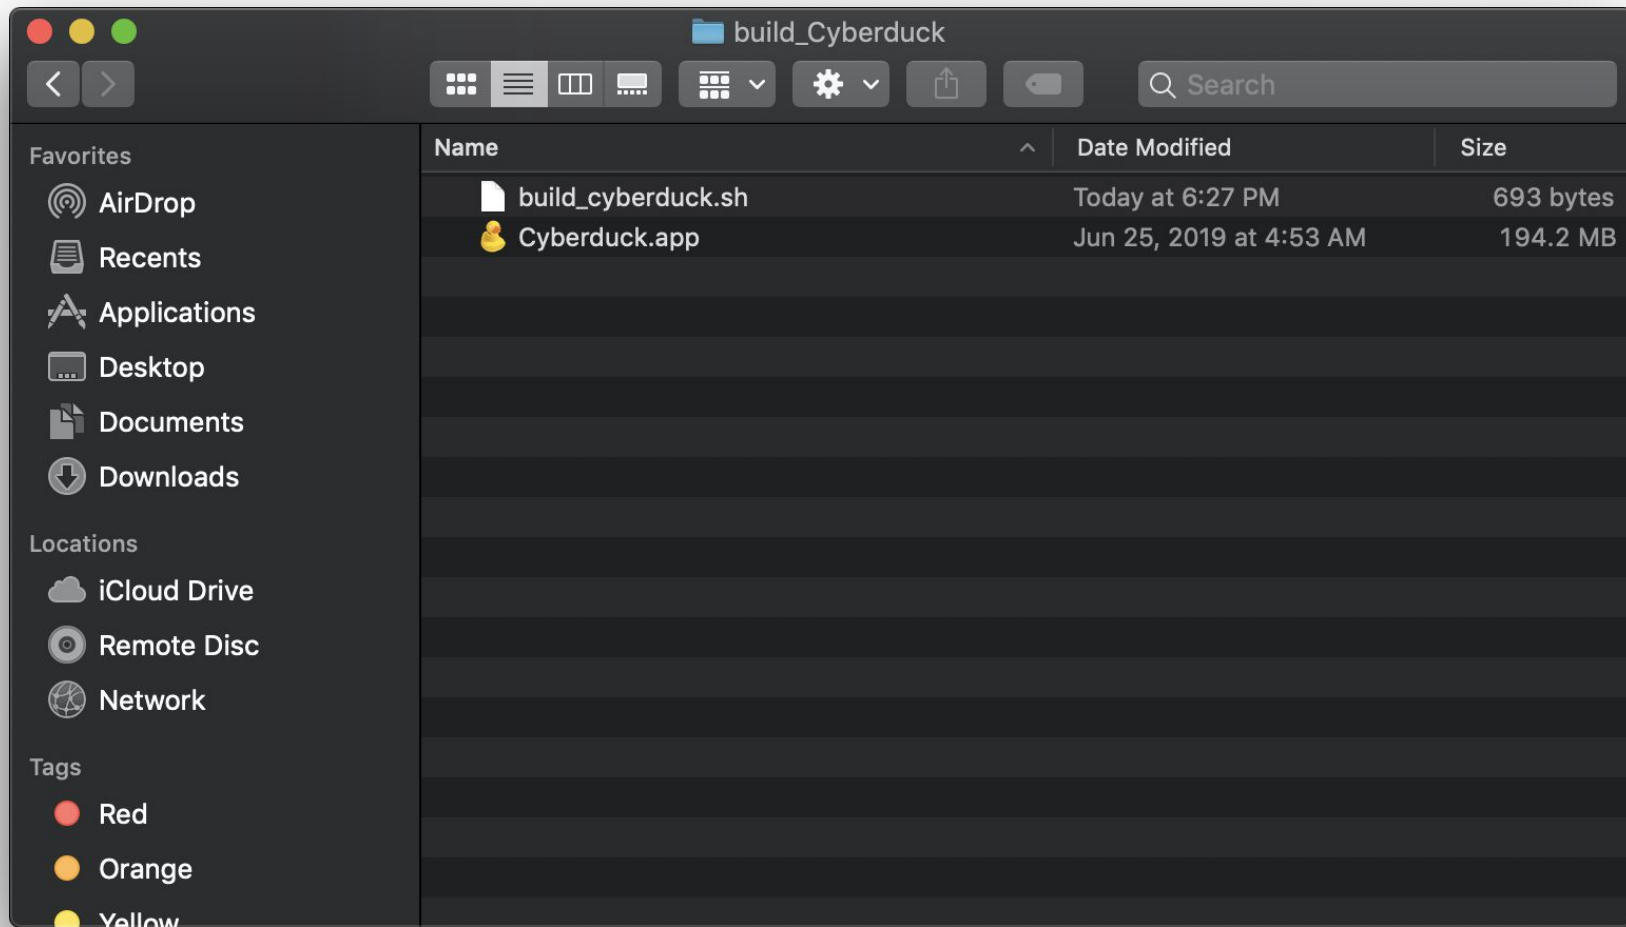 build_Cyberduck
Search
Favorites
AirDrop
Recents
Applications
Desktop
Documents
Downloads
Locations
iCloud Drive
Remote Disc
Network
Tags
Red
Orange
Yellow
Name Date Modified Size
build_cyberduck.sh Today at 6:27 PM 693 bytes
Cyberduck.app Jun 25, 2019 at 4:53 AM 194.2 MB